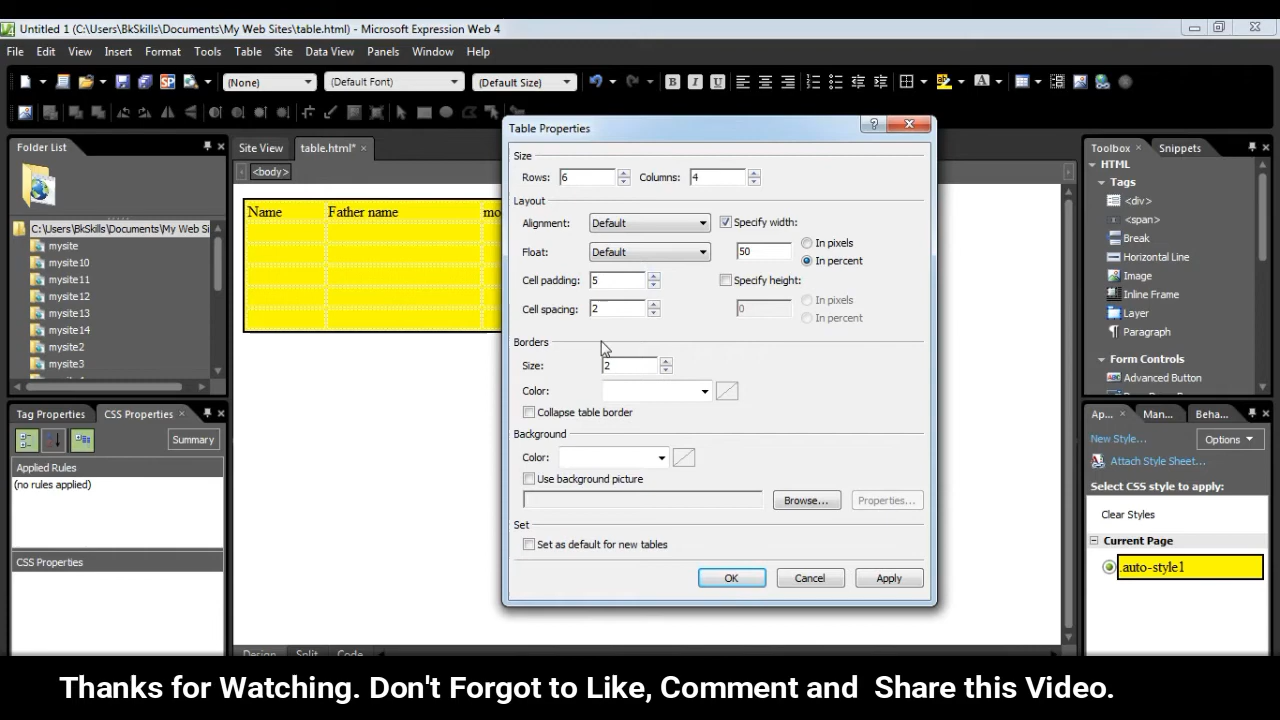 Untitled 1 (C:\Users\BkSkills\Documents\My Web Sites\table.html) - Microsoft Expression Web 4
File Edit View Insert Format Tools Table Site Data View Panels Window Help
(None) (Default Font) (Default Size)
Folder List
C:\Users\BkSkills\Documents\My Web Si
mysite
mysite10
mysite11
mysite12
mysite13
mysite14
mysite2
mysite3
Tag Properties CSS Properties
Summary
Applied Rules
(no rules applied)
CSS Properties
Site View table.html*
<body>
Name Father name mo
Design Split Code
Table Properties
Size
Rows: 6 Columns: 4
Layout
Alignment: Default Specify width:
50 In pixels
Float: Default In percent
Cell padding: 5 Specify height:
0 In pixels
Cell spacing: 2 In percent
Borders
Size: 2
Color:
Collapse table border
Background
Color:
Use background picture
Browse... Properties...
Set
Set as default for new tables
OK Cancel Apply
Toolbox Snippets
HTML
Tags
<div>
<span>
Break
Horizontal Line
Image
Inline Frame
Layer
Paragraph
Form Controls
Advanced Button
Ap... Man... Beha...
New Style... Options
Attach Style Sheet...
Select CSS style to apply:
Clear Styles
Current Page
.auto-style1
Thanks for Watching. Don't Forgot to Like, Comment and Share this Video.